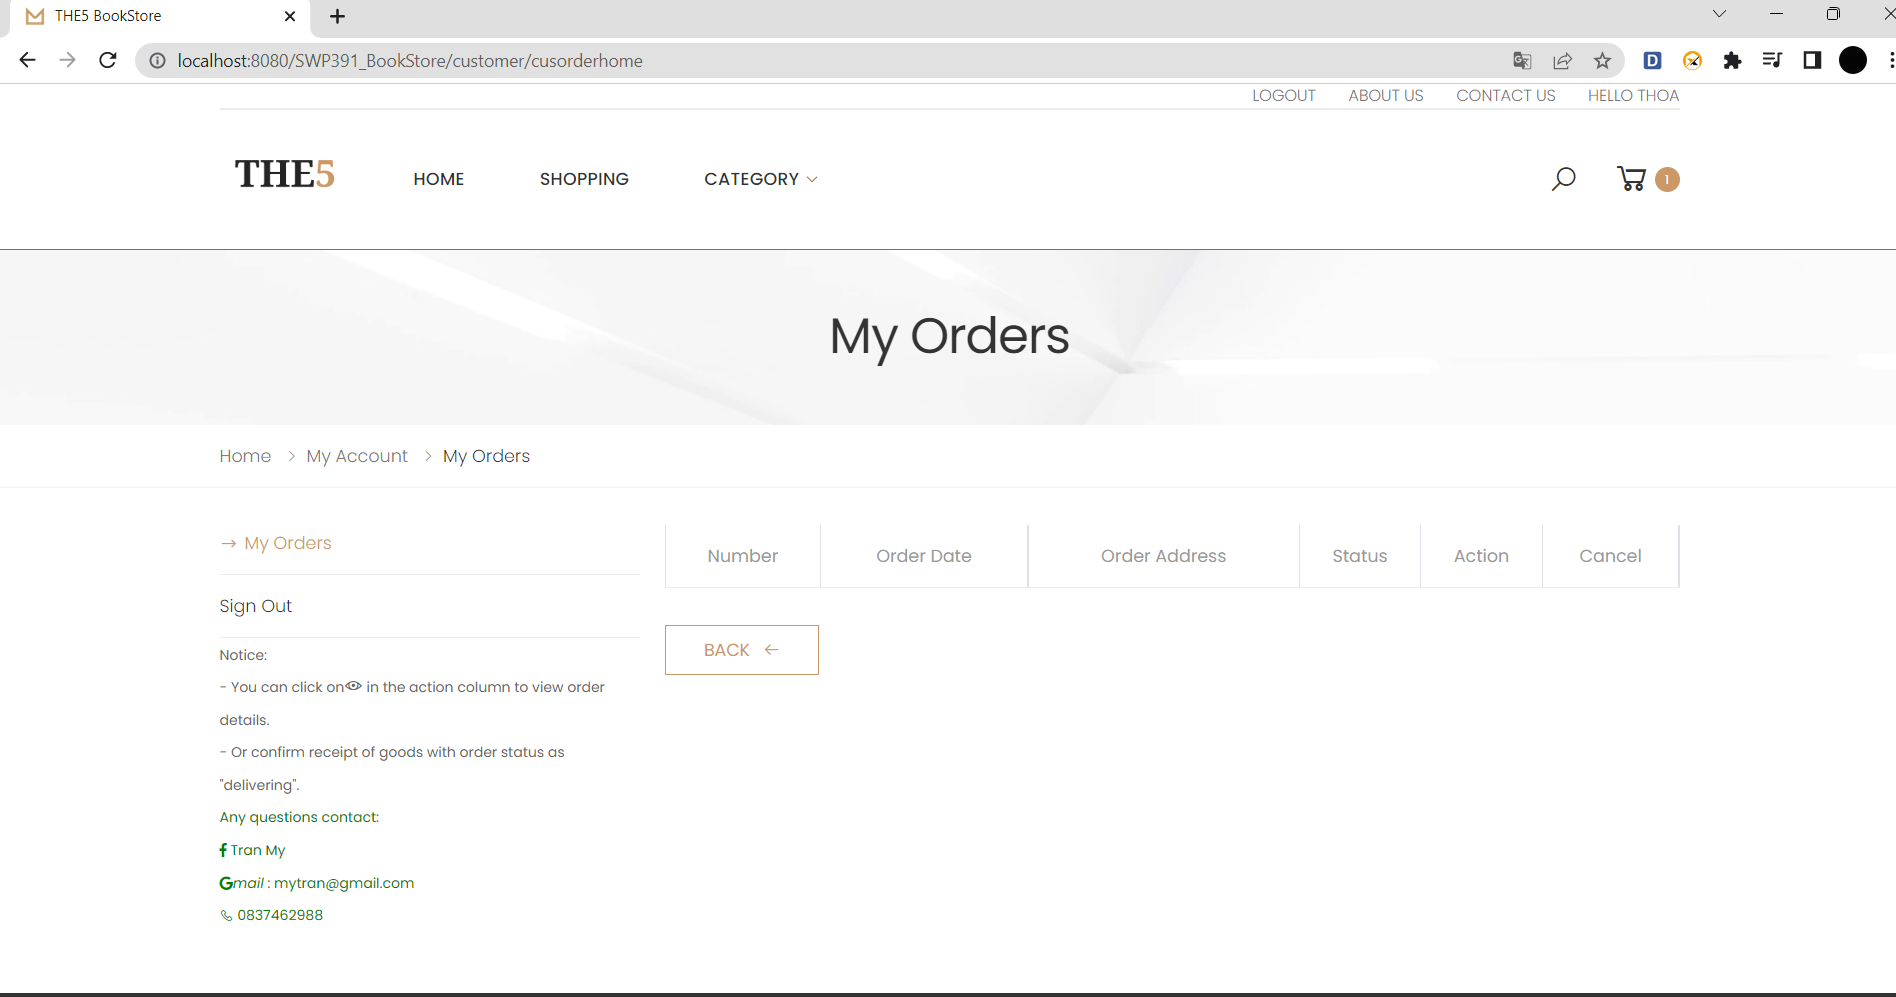 THE5 BookStore
localhost:8080/SWP391_BookStore/customer/cusorderhome
LOGOUT ABOUT US CONTACT US HELLO THOA
THE5 HOME SHOPPING CATEGORY 1
My Orders
Home > My Account > My Orders
→ My Orders
Sign Out
Notice:
- You can click on in the action column to view order
details.
- Or confirm receipt of goods with order status as
"delivering".
Any questions contact:
f Tran My
Gmail : mytran@gmail.com
0837462988
Number Order Date Order Address Status Action Cancel
BACK ←